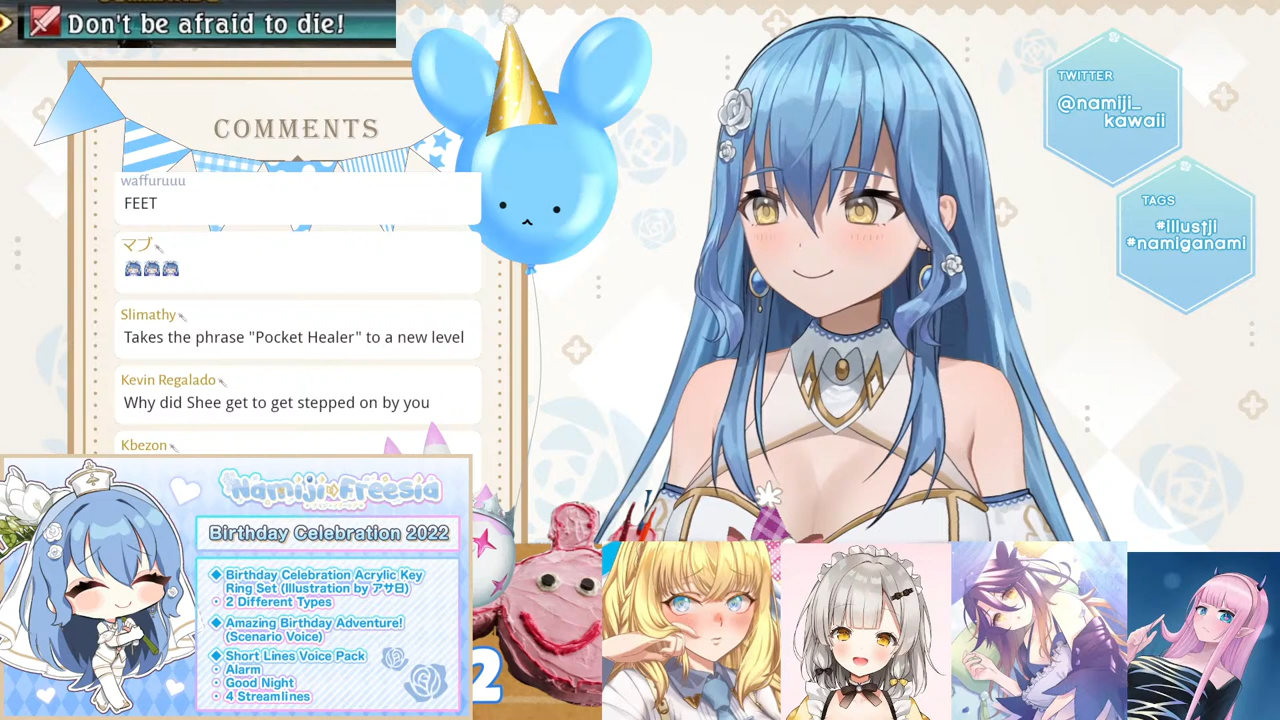 Don't be afraid to die!
COMMENTS
waffuruuu
FEET
マブ
Slimathy
Takes the phrase "Pocket Healer" to a new level
Kevin Regalado
Why did Shee get to get stepped on by you
Kbezon
TWITTER
@namiji_
kawaii
TAGS
#illustji
#namiganami
Namiji Freesia
Birthday Celebration 2022
◆ Birthday Celebration Acrylic Key
Ring Set (Illustration by アサ日)
・2 Different Types
◆ Amazing Birthday Adventure!
(Scenario Voice)
◆ Short Lines Voice Pack
・Alarm
・Good Night
・4 Streamlines
2